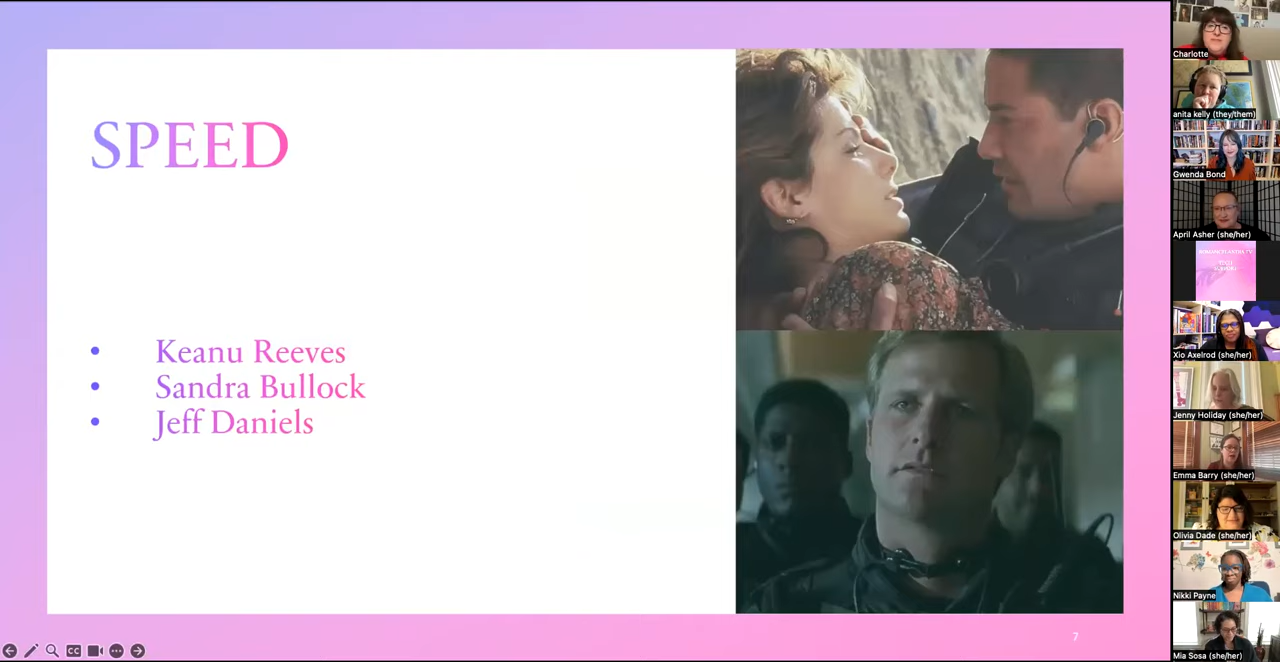 SPEED
• Keanu Reeves
• Sandra Bullock
• Jeff Daniels
7
CC
Charlotte
anita kelly (they/them)
Gwenda Bond
April Asher (she/her)
Xio Axelrod (she/her)
Jenny Holiday (she/her)
Emma Barry (she/her)
Olivia Dade (she/her)
Nikki Payne
Mia Sosa (she/her)